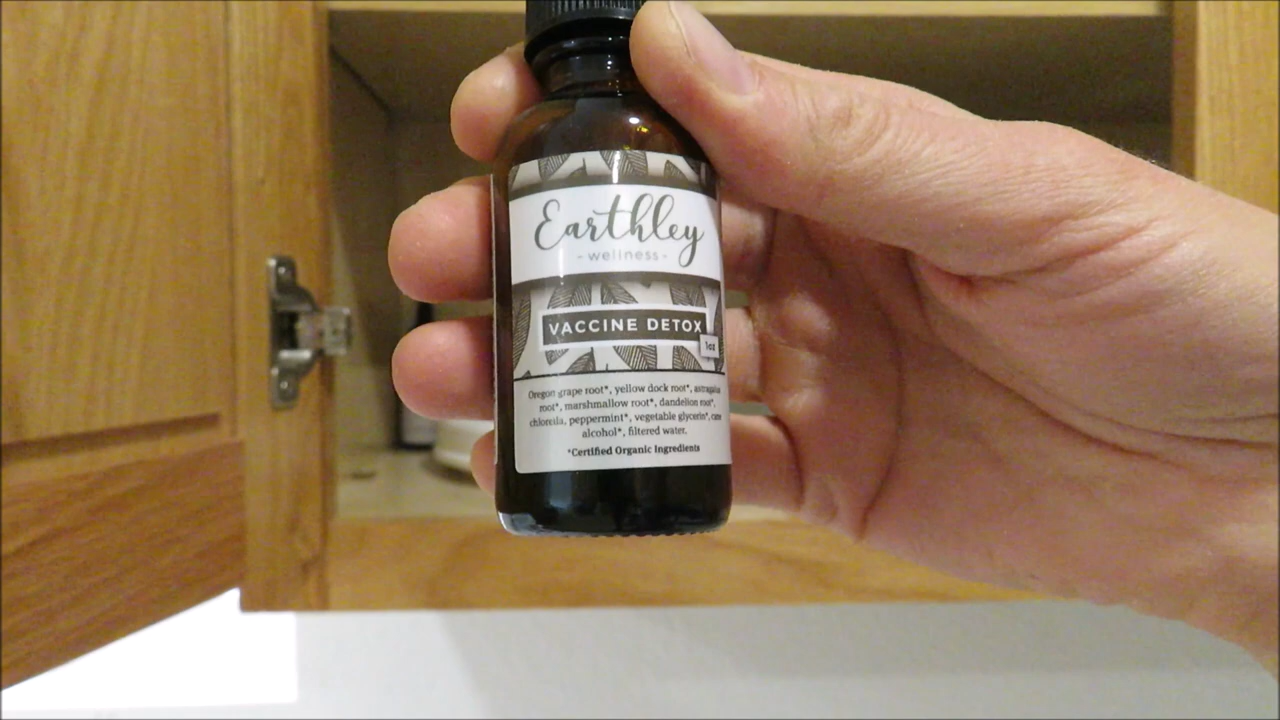 Earthley
- wellness -
VACCINE DETOX
1oz
Oregon grape root*, yellow dock root*, astragalus
root*, marshmallow root*, dandelion root*,
chlorella, peppermint*, vegetable glycerin*, cane
alcohol*, filtered water.
*Certified Organic Ingredients